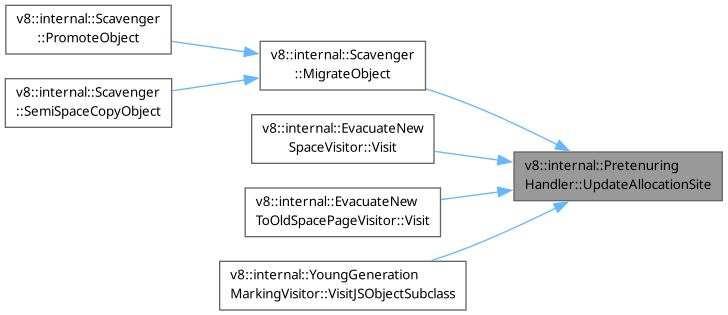 v8::internal::Scavenger
::PromoteObject
v8::internal::Scavenger
::SemiSpaceCopyObject
v8::internal::Scavenger
::MigrateObject
v8::internal::EvacuateNew
SpaceVisitor::Visit
v8::internal::EvacuateNew
ToOldSpacePageVisitor::Visit
v8::internal::YoungGeneration
MarkingVisitor::VisitJSObjectSubclass
v8::internal::Pretenuring
Handler::UpdateAllocationSite